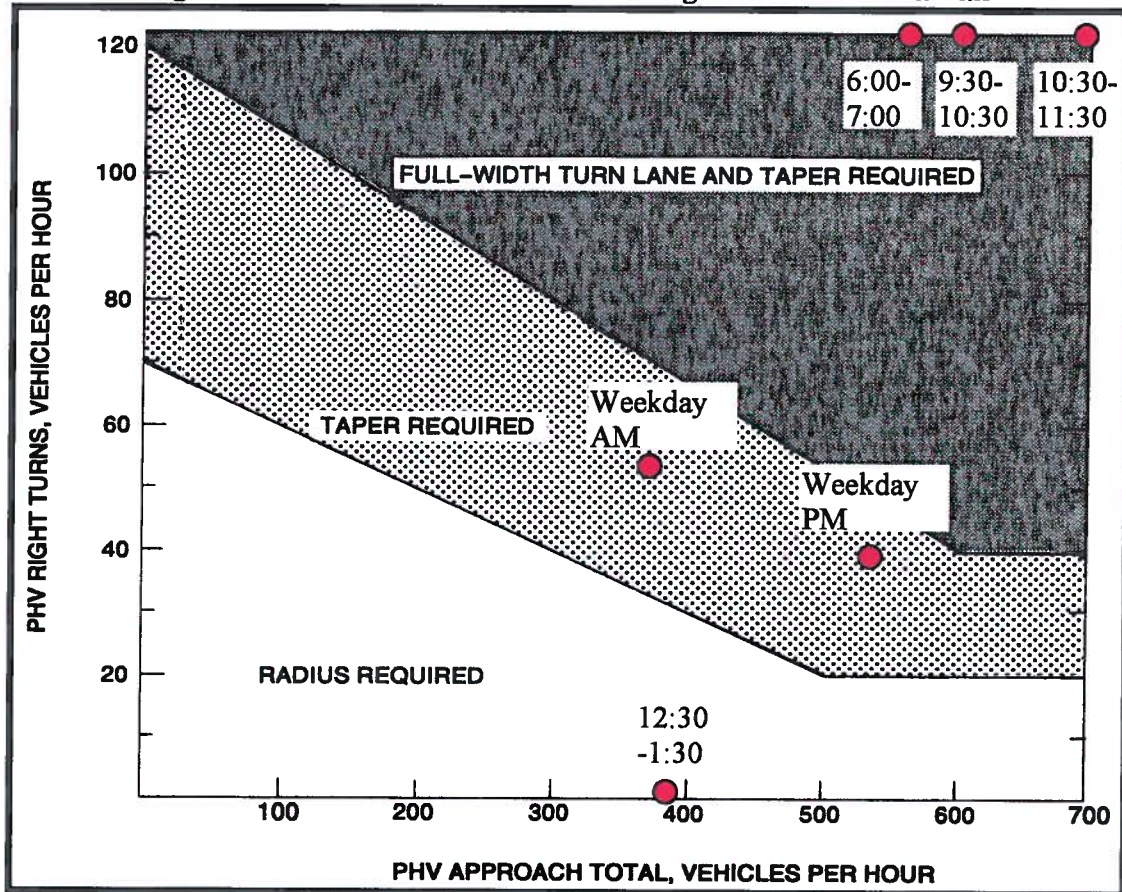 120
100
80
60
40
20
PHV RIGHT TURNS, VEHICLES PER HOUR
6:00-
7:00
9:30-
10:30
10:30-
11:30
FULL-WIDTH TURN LANE AND TAPER REQUIRED
Weekday
AM
TAPER REQUIRED
Weekday
PM
RADIUS REQUIRED
12:30
-1:30
100 200 300 400 500 600 700
PHV APPROACH TOTAL, VEHICLES PER HOUR